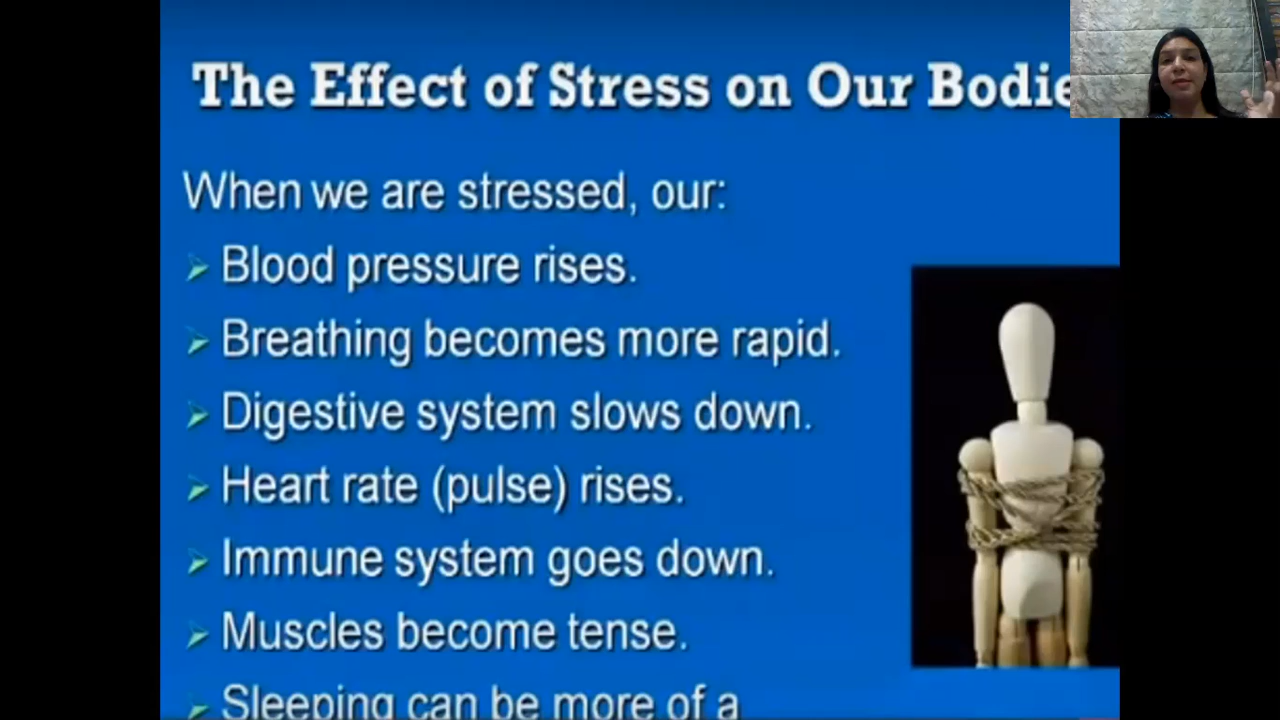 The Effect of Stress on Our Bodie
When we are stressed, our:
Blood pressure rises.
Breathing becomes more rapid.
Digestive system slows down.
Heart rate (pulse) rises.
Immune system goes down.
Muscles become tense.
Sleeping can be more of a